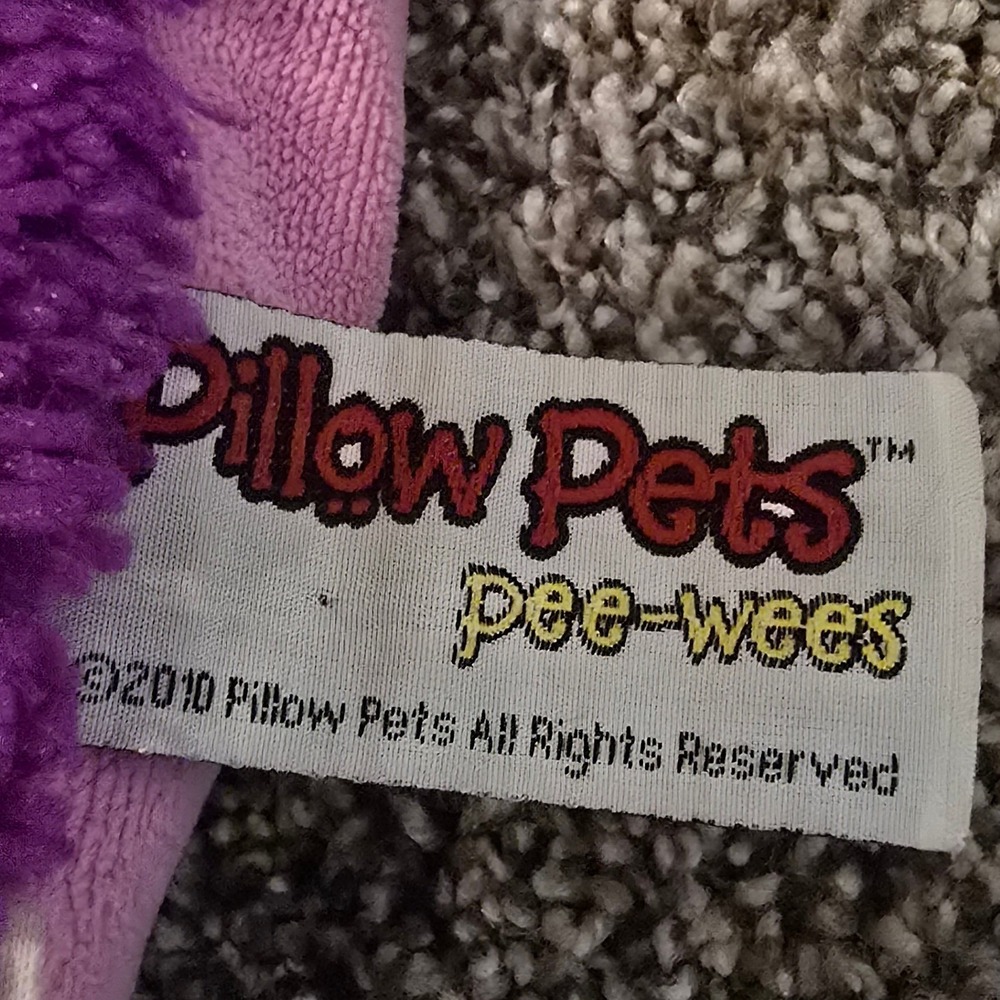 Pillow Pets™
pee-wees
©2010 Pillow Pets All Rights Reserved